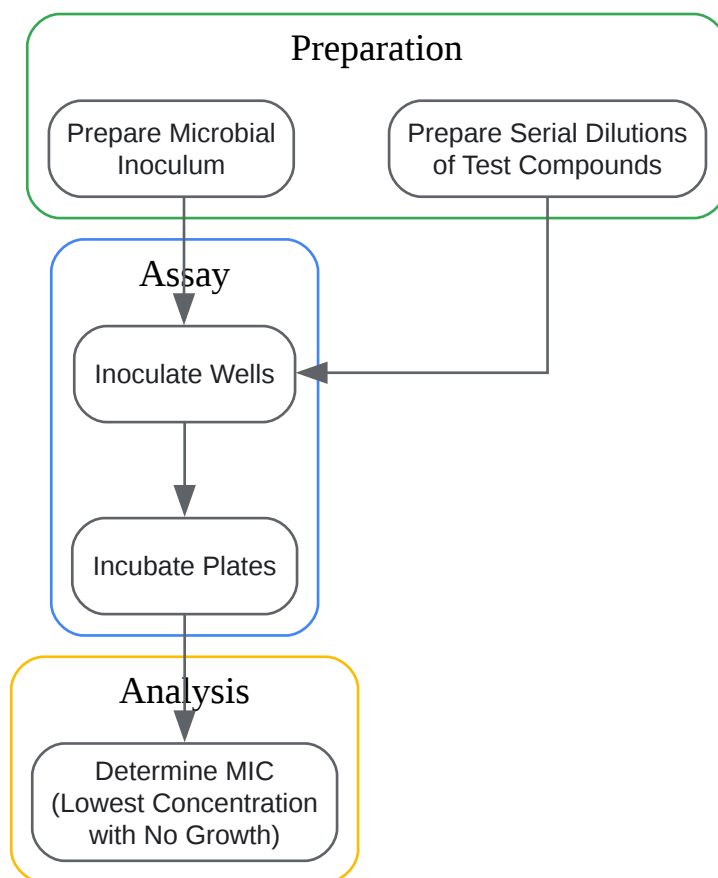 Preparation
Prepare Microbial
Inoculum
Prepare Serial Dilutions
of Test Compounds
Assay
Inoculate Wells
Incubate Plates
Analysis
Determine MIC
(Lowest Concentration
with No Growth)